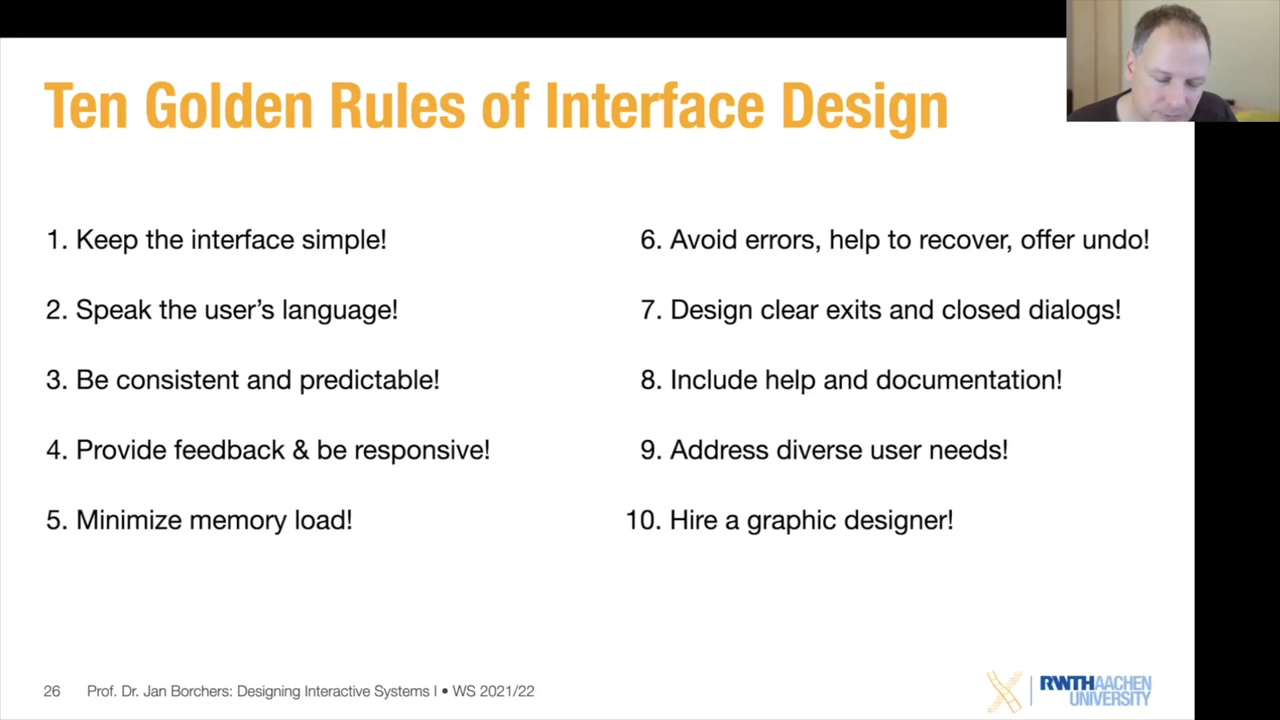 Ten Golden Rules of Interface Design
1. Keep the interface simple!
2. Speak the user’s language!
3. Be consistent and predictable!
4. Provide feedback & be responsive!
5. Minimize memory load!
6. Avoid errors, help to recover, offer undo!
7. Design clear exits and closed dialogs!
8. Include help and documentation!
9. Address diverse user needs!
10. Hire a graphic designer!
26 Prof. Dr. Jan Borchers: Designing Interactive Systems I • WS 2021/22
RWTHAACHEN
UNIVERSITY